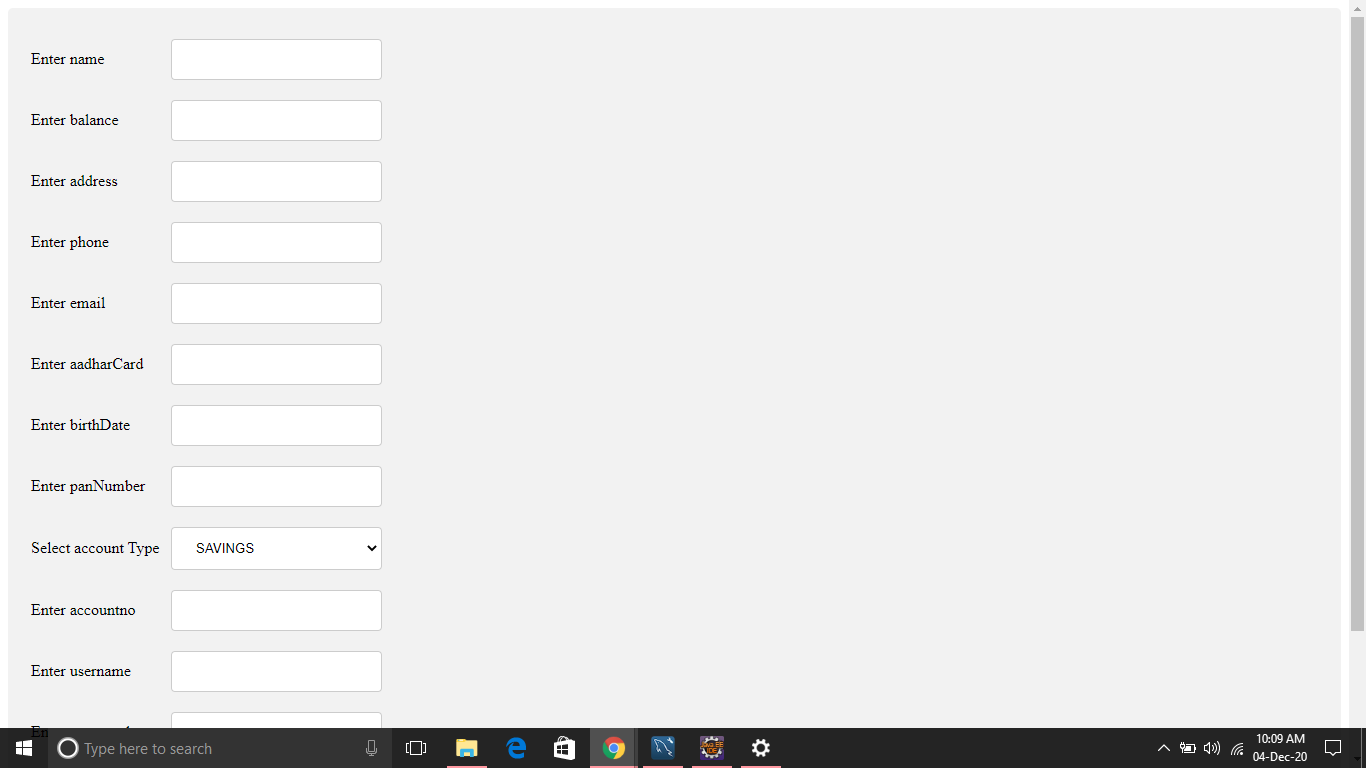 Enter name
Enter balance
Enter address
Enter phone
Enter email
Enter aadharCard
Enter birthDate
Enter panNumber
Select account Type SAVINGS
Enter accountno
Enter username
Type here to search
10:09 AM
04-Dec-20